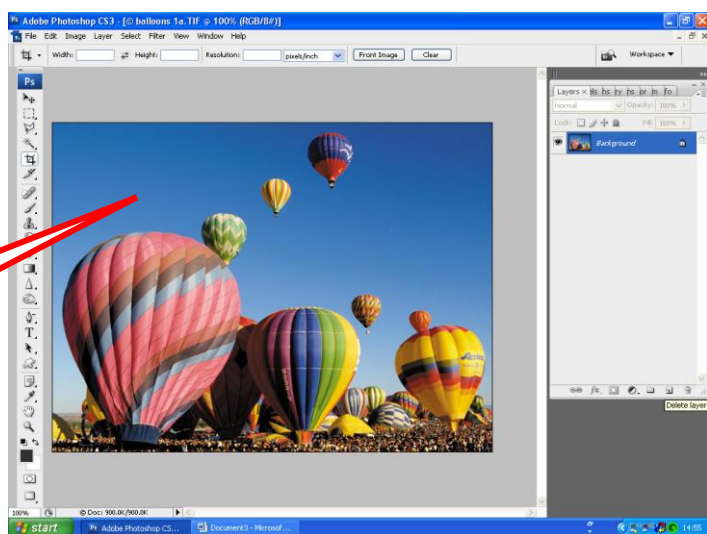 Adobe Photoshop CS3 - [© balloons 1a.TIF @ 100% (RGB/8#)]
File Edit Image Layer Select Filter View Window Help
Width: Height: Resolution: pixels/inch Front Image Clear Workspace
Ps
Layers
Normal Opacity: 100%
Lock: Fill: 100%
Background
T
fx.
Delete layer
100% Doc: 900.0K/900.0K
start Adobe Photoshop CS... Document3 - Microsof... 14:55